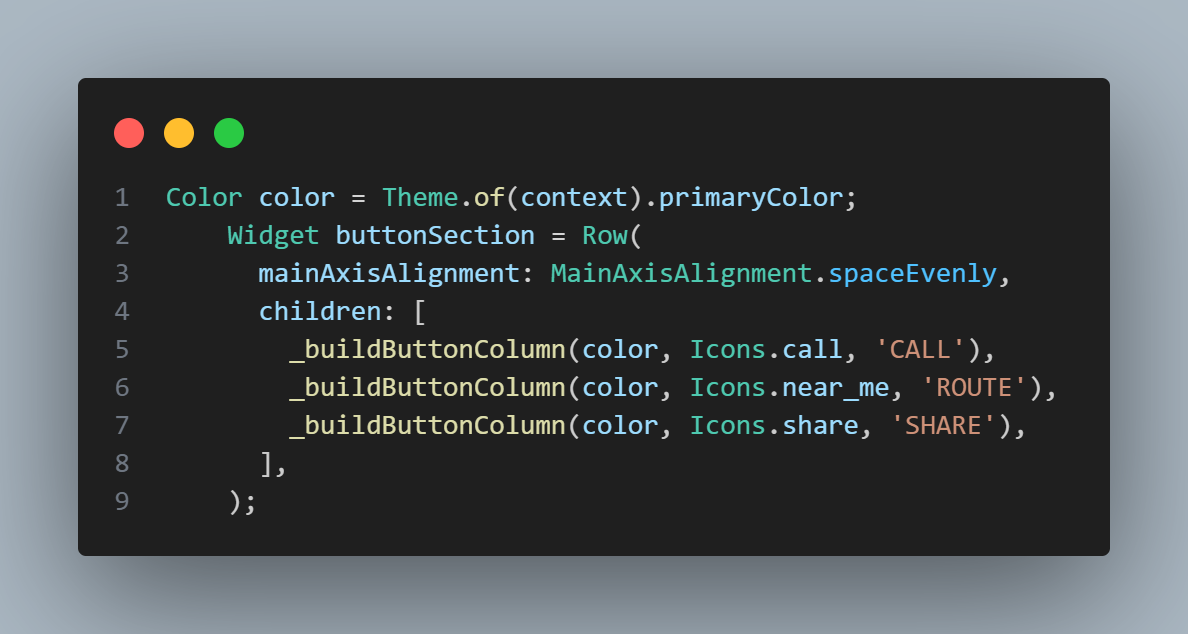 1 Color color = Theme.of(context).primaryColor;
2     Widget buttonSection = Row(
3       mainAxisAlignment: MainAxisAlignment.spaceEvenly,
4       children: [
5         _buildButtonColumn(color, Icons.call, 'CALL'),
6         _buildButtonColumn(color, Icons.near_me, 'ROUTE'),
7         _buildButtonColumn(color, Icons.share, 'SHARE'),
8       ],
9     );